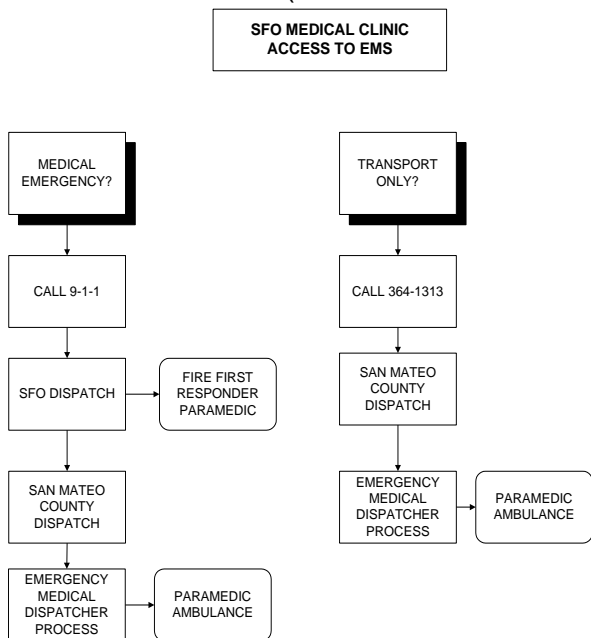 SFO MEDICAL CLINIC
ACCESS TO EMS
MEDICAL
EMERGENCY?
CALL 9-1-1
SFO DISPATCH
FIRE FIRST
RESPONDER
PARAMEDIC
SAN MATEO
COUNTY
DISPATCH
EMERGENCY
MEDICAL
DISPATCHER
PROCESS
PARAMEDIC
AMBULANCE
TRANSPORT
ONLY?
CALL 364-1313
SAN MATEO
COUNTY
DISPATCH
EMERGENCY
MEDICAL
DISPATCHER
PROCESS
PARAMEDIC
AMBULANCE